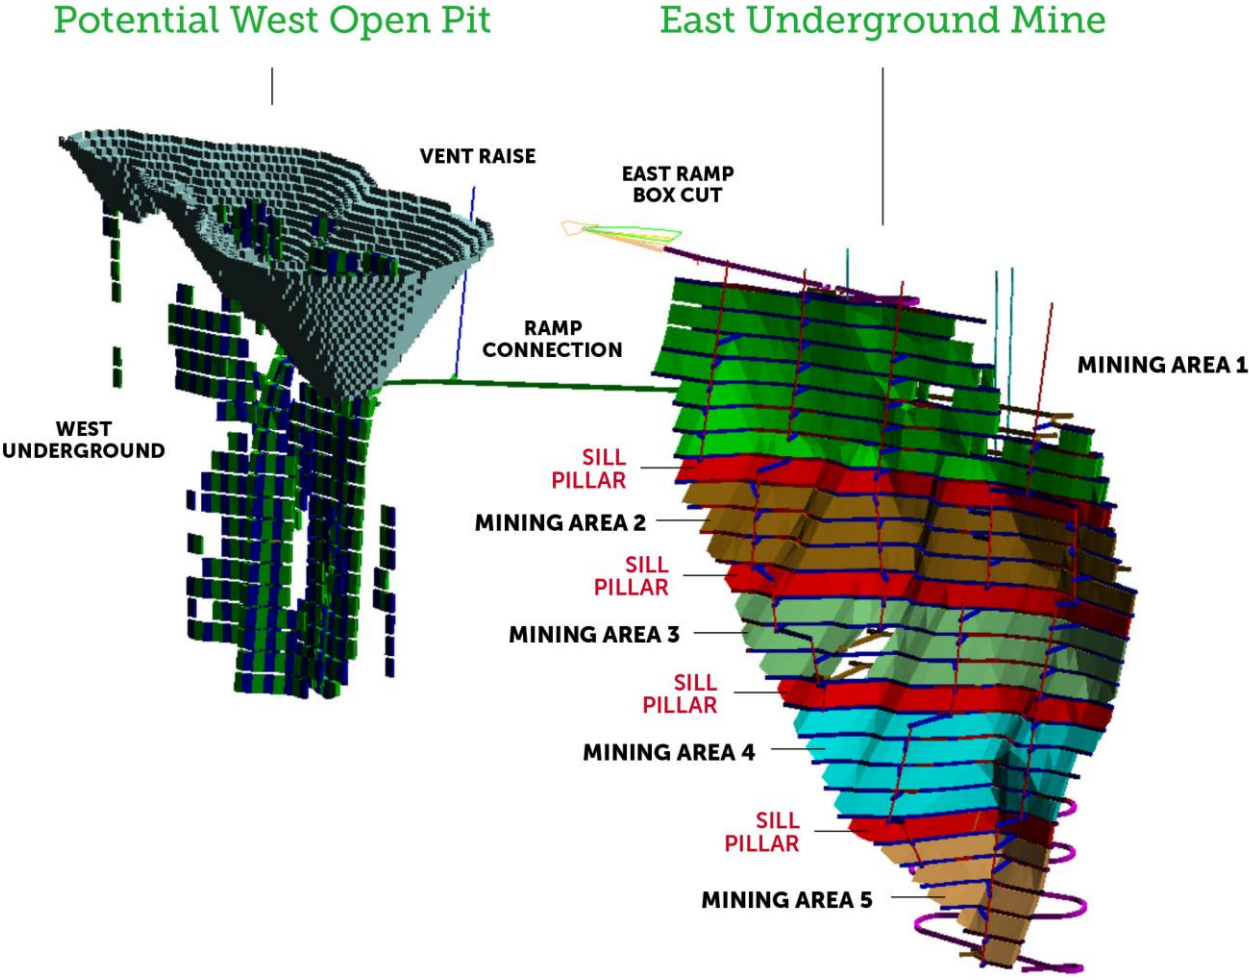 Potential West Open Pit
East Underground Mine
VENT RAISE
EAST RAMP
BOX CUT
RAMP
CONNECTION
MINING AREA 1
WEST
UNDERGROUND
SILL
PILLAR
MINING AREA 2
SILL
PILLAR
MINING AREA 3
SILL
PILLAR
MINING AREA 4
SILL
PILLAR
MINING AREA 5